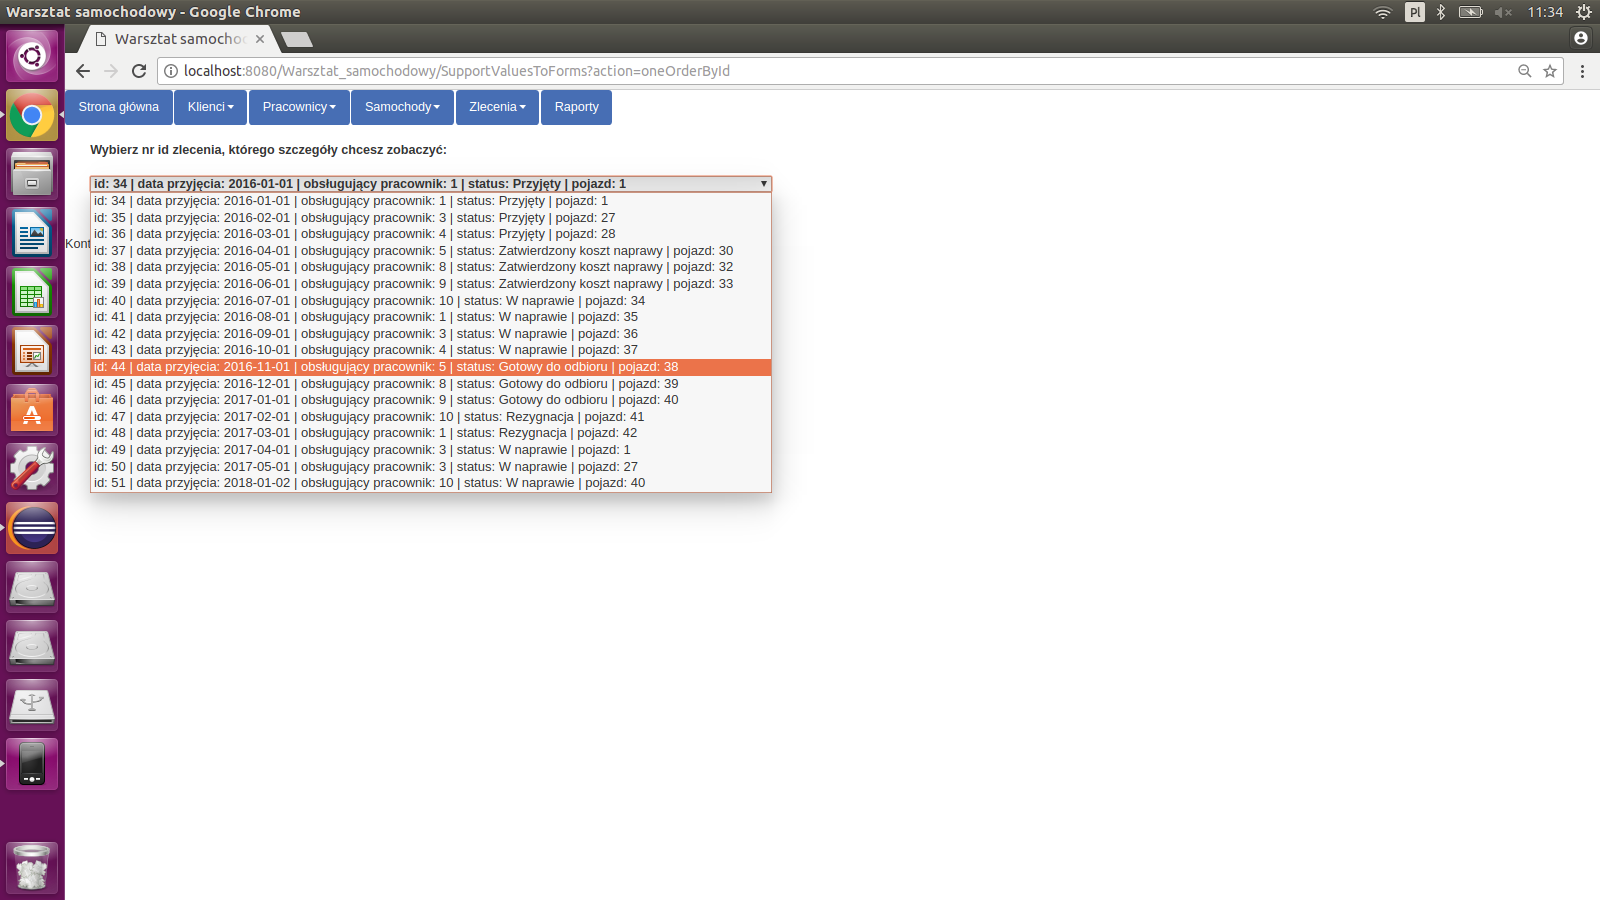 Warsztat samochodowy - Google Chrome
Pl
11:34
Warsztat samochod
localhost:8080/Warsztat_samochodowy/SupportValuesToForms?action=oneOrderById
Strona główna
Klienci
Pracownicy
Samochody
Zlecenia
Raporty
Wybierz nr id zlecenia, którego szczegóły chcesz zobaczyć:
id: 34 | data przyjęcia: 2016-01-01 | obsługujący pracownik: 1 | status: Przyjęty | pojazd: 1
id: 34 | data przyjęcia: 2016-01-01 | obsługujący pracownik: 1 | status: Przyjęty | pojazd: 1
id: 35 | data przyjęcia: 2016-02-01 | obsługujący pracownik: 3 | status: Przyjęty | pojazd: 27
id: 36 | data przyjęcia: 2016-03-01 | obsługujący pracownik: 4 | status: Przyjęty | pojazd: 28
Kont
id: 37 | data przyjęcia: 2016-04-01 | obsługujący pracownik: 5 | status: Zatwierdzony koszt naprawy | pojazd: 30
id: 38 | data przyjęcia: 2016-05-01 | obsługujący pracownik: 8 | status: Zatwierdzony koszt naprawy | pojazd: 32
id: 39 | data przyjęcia: 2016-06-01 | obsługujący pracownik: 9 | status: Zatwierdzony koszt naprawy | pojazd: 33
id: 40 | data przyjęcia: 2016-07-01 | obsługujący pracownik: 10 | status: W naprawie | pojazd: 34
id: 41 | data przyjęcia: 2016-08-01 | obsługujący pracownik: 1 | status: W naprawie | pojazd: 35
id: 42 | data przyjęcia: 2016-09-01 | obsługujący pracownik: 3 | status: W naprawie | pojazd: 36
id: 43 | data przyjęcia: 2016-10-01 | obsługujący pracownik: 4 | status: W naprawie | pojazd: 37
id: 44 | data przyjęcia: 2016-11-01 | obsługujący pracownik: 5 | status: Gotowy do odbioru | pojazd: 38
id: 45 | data przyjęcia: 2016-12-01 | obsługujący pracownik: 8 | status: Gotowy do odbioru | pojazd: 39
id: 46 | data przyjęcia: 2017-01-01 | obsługujący pracownik: 9 | status: Gotowy do odbioru | pojazd: 40
id: 47 | data przyjęcia: 2017-02-01 | obsługujący pracownik: 10 | status: Rezygnacja | pojazd: 41
id: 48 | data przyjęcia: 2017-03-01 | obsługujący pracownik: 1 | status: Rezygnacja | pojazd: 42
id: 49 | data przyjęcia: 2017-04-01 | obsługujący pracownik: 3 | status: W naprawie | pojazd: 1
id: 50 | data przyjęcia: 2017-05-01 | obsługujący pracownik: 3 | status: W naprawie | pojazd: 27
id: 51 | data przyjęcia: 2018-01-02 | obsługujący pracownik: 10 | status: W naprawie | pojazd: 40